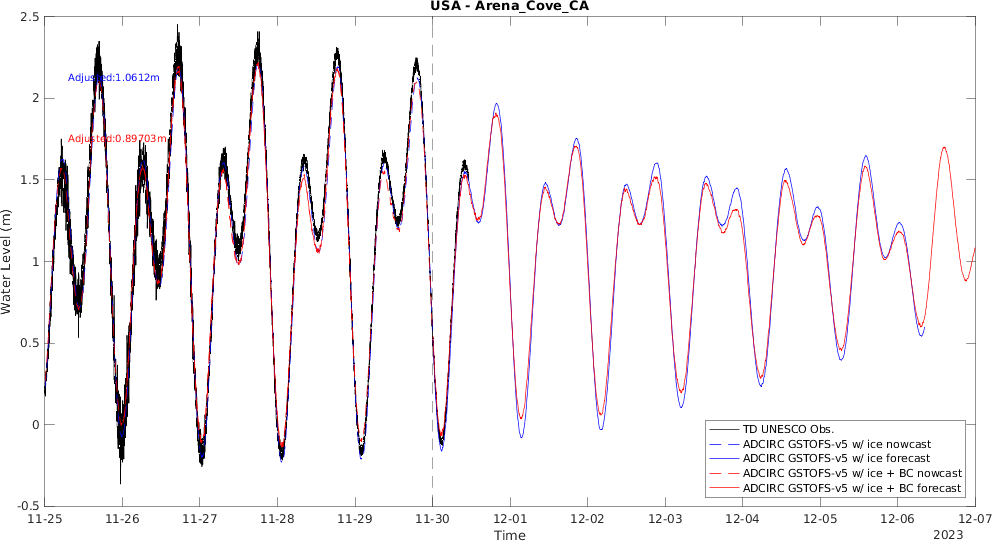 USA - Arena_Cove_CA
2.5
2
1.5
1
0.5
0
-0.5
Water Level (m)
Adjusted:1.0612m
Adjusted:0.89703m
TD UNESCO Obs.
ADCIRC GSTOFS-v5 w/ ice nowcast
ADCIRC GSTOFS-v5 w/ ice forecast
ADCIRC GSTOFS-v5 w/ ice + BC nowcast
ADCIRC GSTOFS-v5 w/ ice + BC forecast
11-25 11-26 11-27 11-28 11-29 11-30 12-01 12-02 12-03 12-04 12-05 12-06 12-07
Time
2023